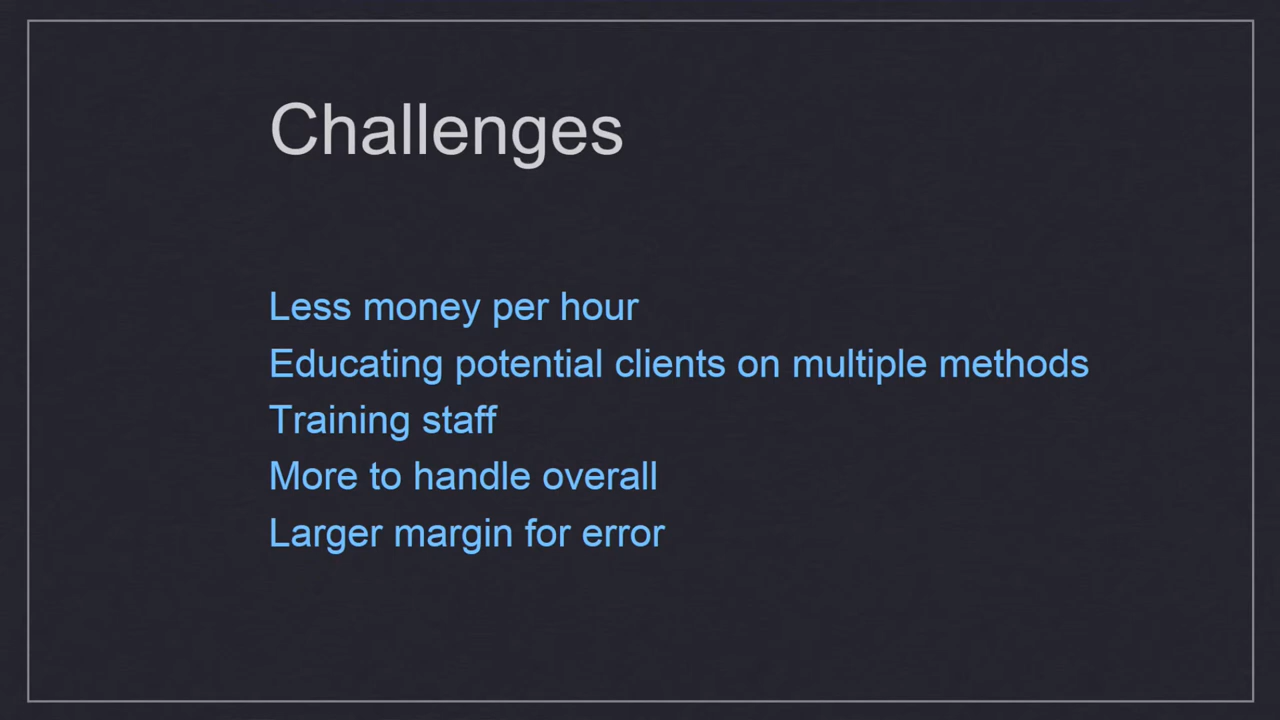 Challenges
Less money per hour
Educating potential clients on multiple methods
Training staff
More to handle overall
Larger margin for error